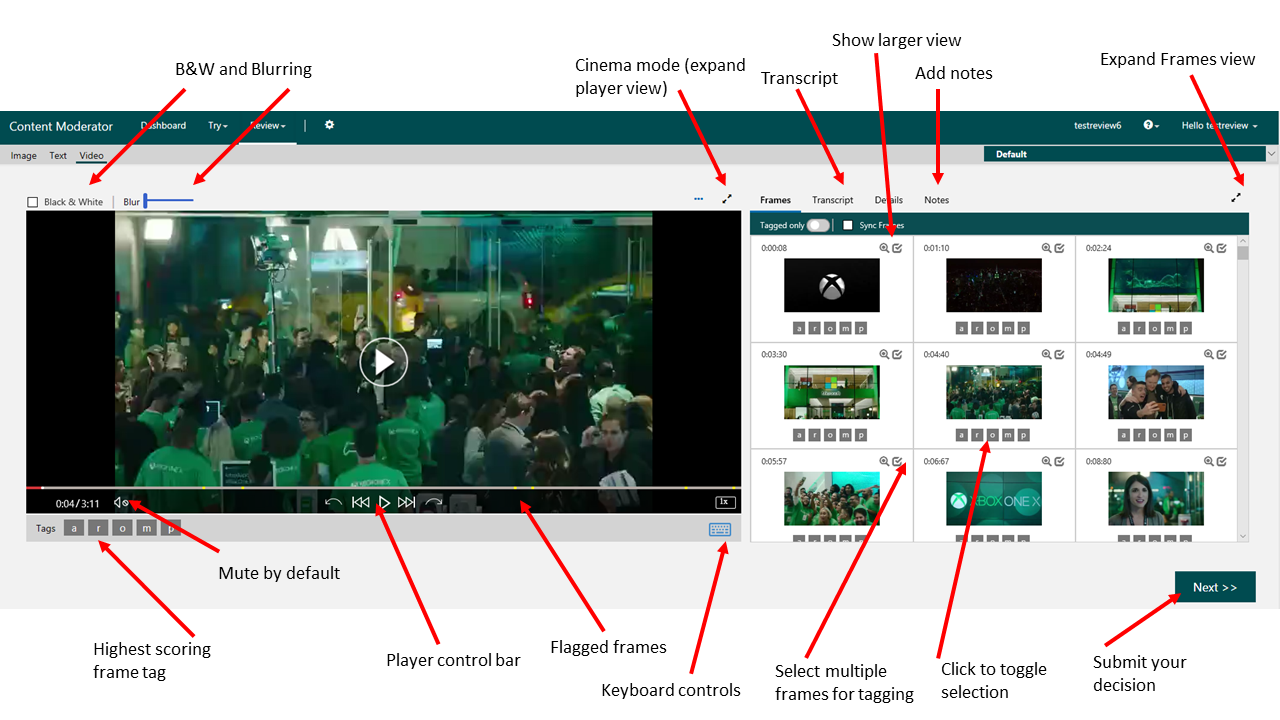 Show larger view
B&W and Blurring
Cinema mode (expand
player view)
Transcript
Add notes
Expand Frames view
Content Moderator
Dashboard
Try
Review
testreview6
Hello testreview
Image
Text
Video
Default
Black & White
Blur
Frames
Transcript
Details
Notes
Tagged only
Sync Frames
0:00:08
0:01:10
0:02:24
a r o m p
a r o m p
a r o m p
0:03:30
0:04:40
0:04:49
a r o m p
a r o m p
a r o m p
0:05:57
0:06:67
0:08:80
XBOX ONE X
a r o m p
a r o m p
a r o m p
0:04 / 3:11
1x
Tags
a r o m p
Next >>
Mute by default
Highest scoring
frame tag
Player control bar
Flagged frames
Keyboard controls
Select multiple
frames for tagging
Click to toggle
selection
Submit your
decision